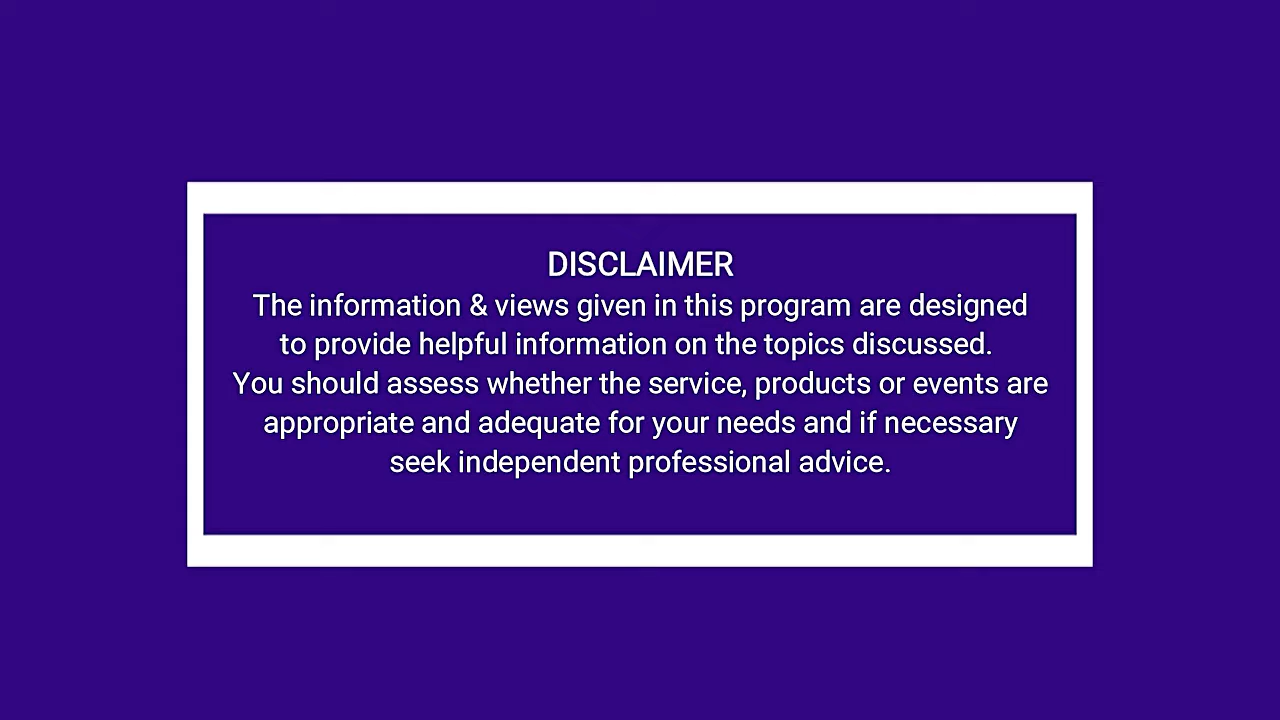 DISCLAIMER
The information & views given in this program are designed
to provide helpful information on the topics discussed.
You should assess whether the service, products or events are
appropriate and adequate for your needs and if necessary
seek independent professional advice.